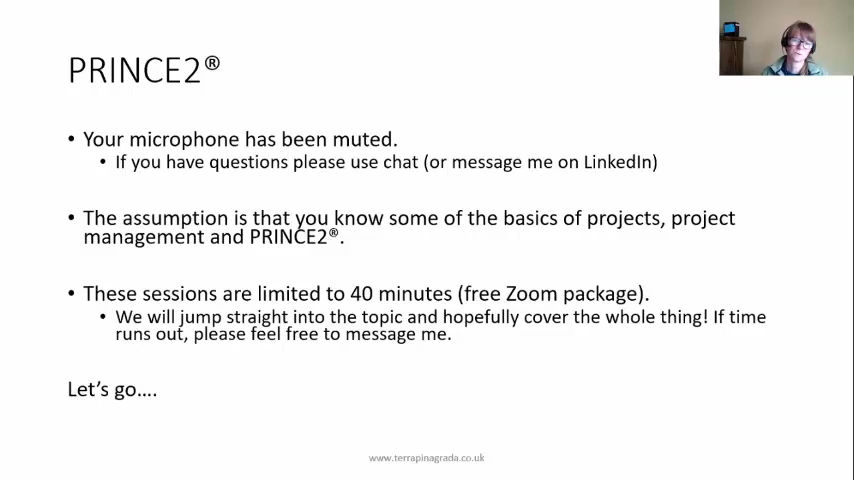 PRINCE2®
• Your microphone has been muted.
• If you have questions please use chat (or message me on LinkedIn)
• The assumption is that you know some of the basics of projects, project
management and PRINCE2®.
• These sessions are limited to 40 minutes (free Zoom package).
• We will jump straight into the topic and hopefully cover the whole thing! If time
runs out, please feel free to message me.
Let's go....
www.terrapinagrada.co.uk